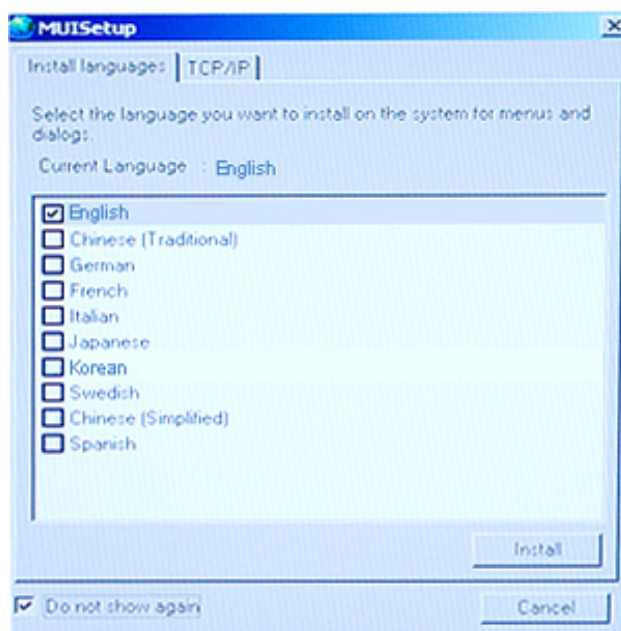 MUISetup
Install languages TCP/IP
Select the language you want to install on the system for menus and
dialogs.
Current Language : English
English
Chinese (Traditional)
German
French
Italian
Japanese
Korean
Swedish
Chinese (Simplified)
Spanish
Install
Do not show again
Cancel